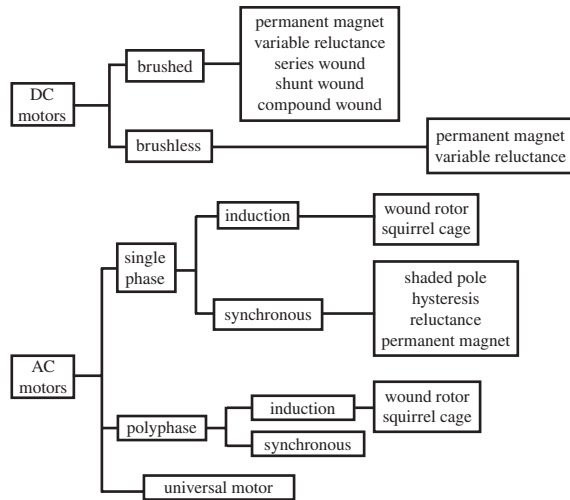 DC
motors
brushed
permanent magnet
variable reluctance
series wound
shunt wound
compound wound
brushless
permanent magnet
variable reluctance
AC
motors
single
phase
induction
wound rotor
squirrel cage
synchronous
shaded pole
hysteresis
reluctance
permanent magnet
polyphase
induction
wound rotor
squirrel cage
synchronous
universal motor